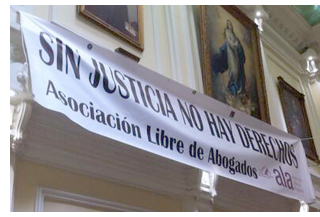 SIN JUSTICIA NO HAY DERECHOS
Asociación Libre de Abogados
ala